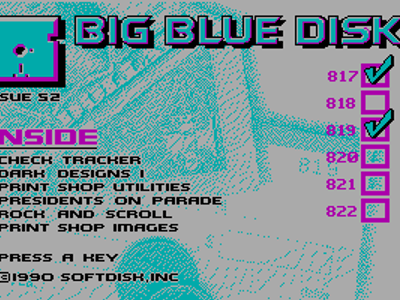 BIG BLUE DISK
SUE 52
NSIDE
CHECK TRACKER
DARK DESIGNS I
PRINT SHOP UTILITIES
PRESIDENTS ON PARADE
ROCK AND SCROLL
PRINT SHOP IMAGES
PRESS A KEY
©1990 SOFTDISK,INC
817
818
819
820
821
822